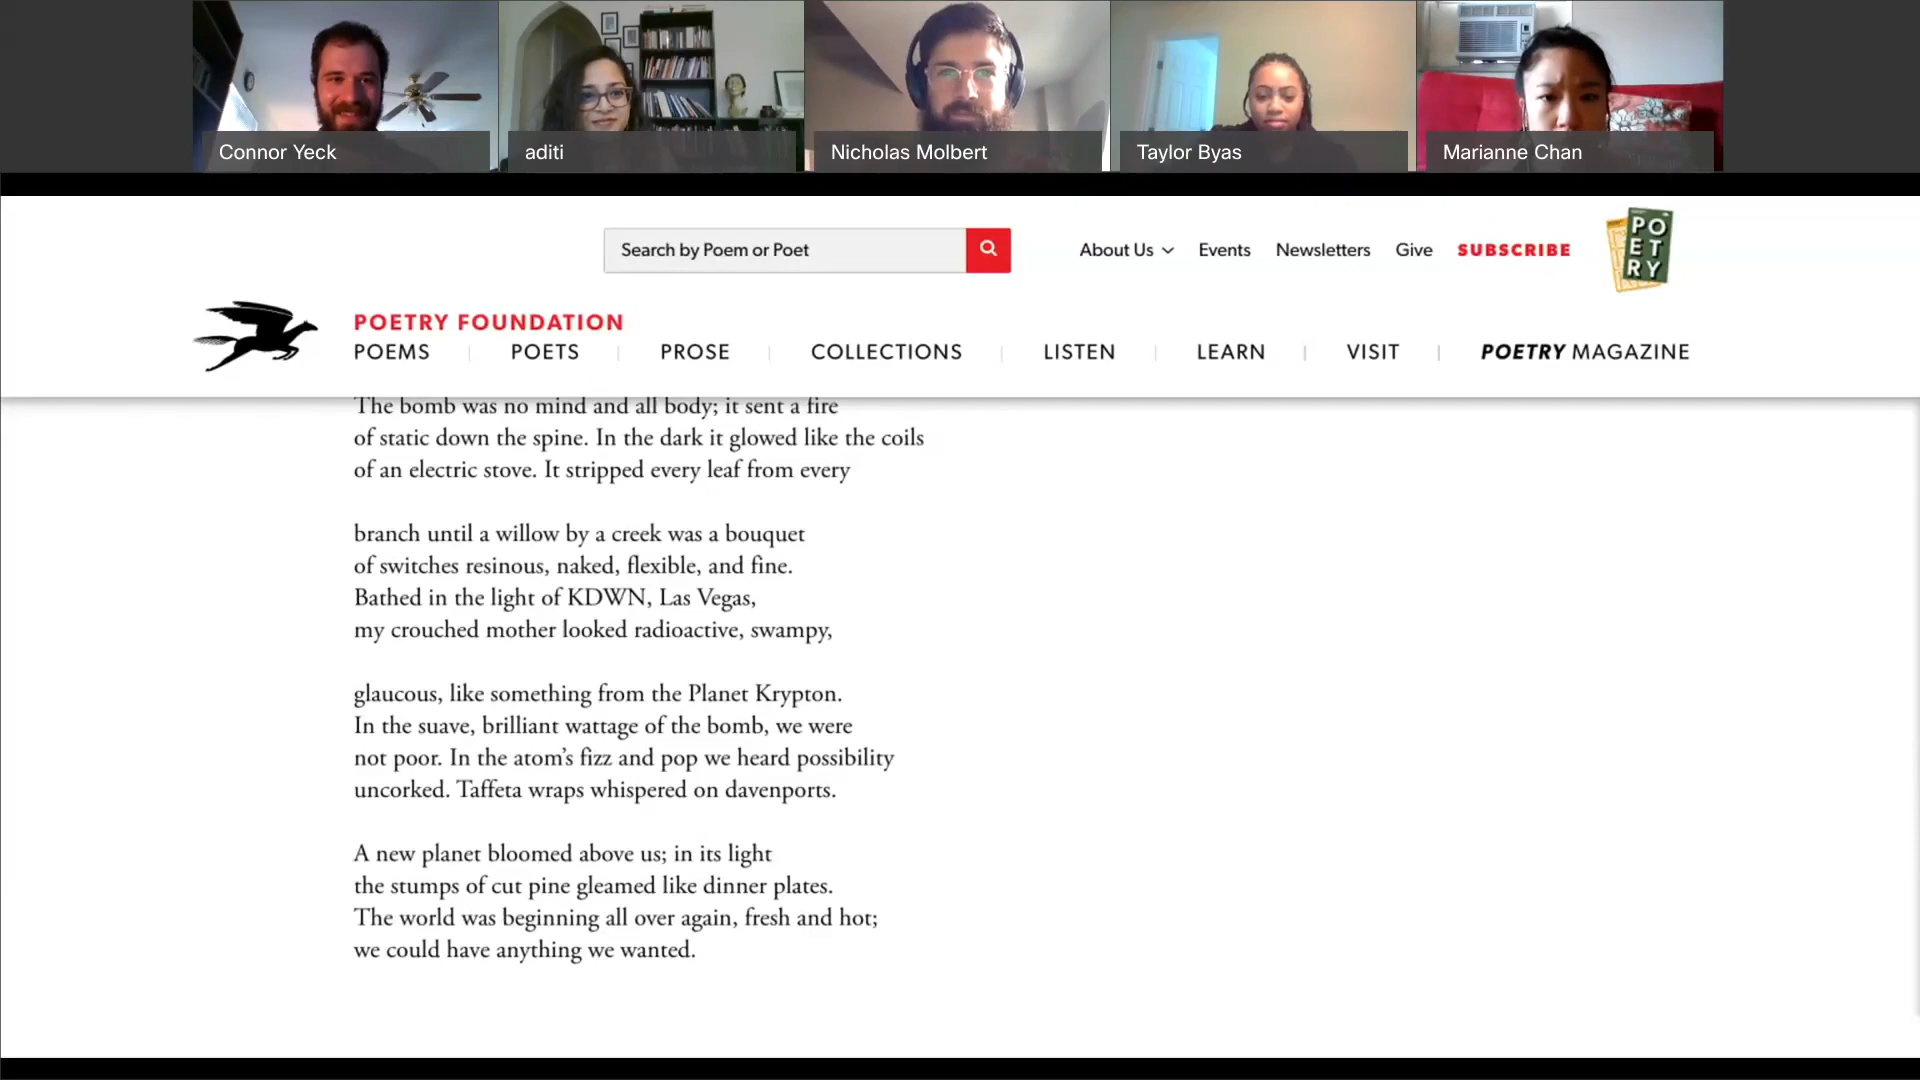 Connor Yeck
aditi
Nicholas Molbert
Taylor Byas
Marianne Chan
Search by Poem or Poet
About Us
Events
Newsletters
Give
SUBSCRIBE
PO
ET
RY
POETRY FOUNDATION
POEMS
POETS
PROSE
COLLECTIONS
LISTEN
LEARN
VISIT
POETRY MAGAZINE
The bomb was no mind and all body; it sent a fire
of static down the spine. In the dark it glowed like the coils
of an electric stove. It stripped every leaf from every
branch until a willow by a creek was a bouquet
of switches resinous, naked, flexible, and fine.
Bathed in the light of KDWN, Las Vegas,
my crouched mother looked radioactive, swampy,
glaucous, like something from the Planet Krypton.
In the suave, brilliant wattage of the bomb, we were
not poor. In the atom’s fizz and pop we heard possibility
uncorked. Taffeta wraps whispered on davenports.
A new planet bloomed above us; in its light
the stumps of cut pine gleamed like dinner plates.
The world was beginning all over again, fresh and hot;
we could have anything we wanted.